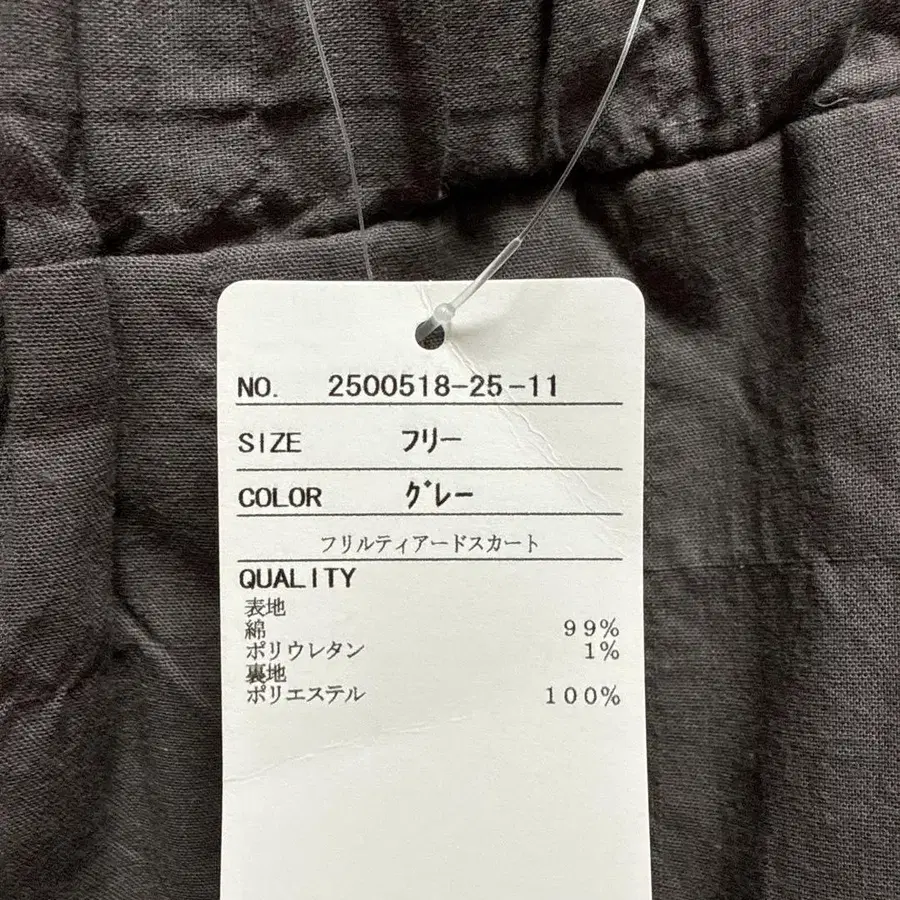 NO. 2500518-25-11
SIZE フリー
COLOR グレー
フリルティアードスカート
QUALITY
表地
綿 99%
ポリウレタン 1%
裏地
ポリエステル 100%